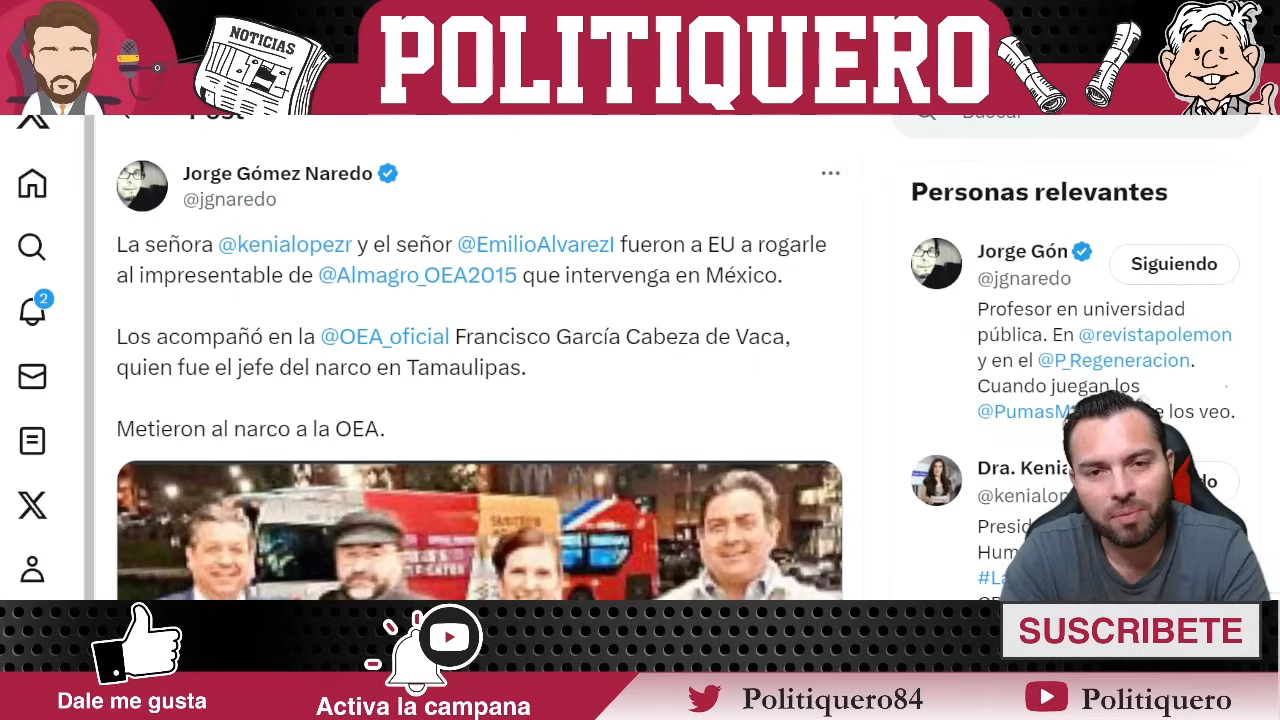 NOTICIAS
POLITIQUERO
Post
Buscar
Jorge Gómez Naredo
@jgnaredo
La señora @kenialopezr y el señor @EmilioAlvarezI fueron a EU a rogarle
al impresentable de @Almagro_OEA2015 que intervenga en México.
Los acompañó en la @OEA_oficial Francisco García Cabeza de Vaca,
quien fue el jefe del narco en Tamaulipas.
Metieron al narco a la OEA.
Personas relevantes
Jorge Gón
@jgnaredo
Siguiendo
Profesor en universidad
pública. En @revistapolemon
y en el @P_Regeneracion.
Cuando juegan los
los veo.
2
SUSCRIBETE
Dale me gusta
Activa la campana
Politiquero84
Politiquero